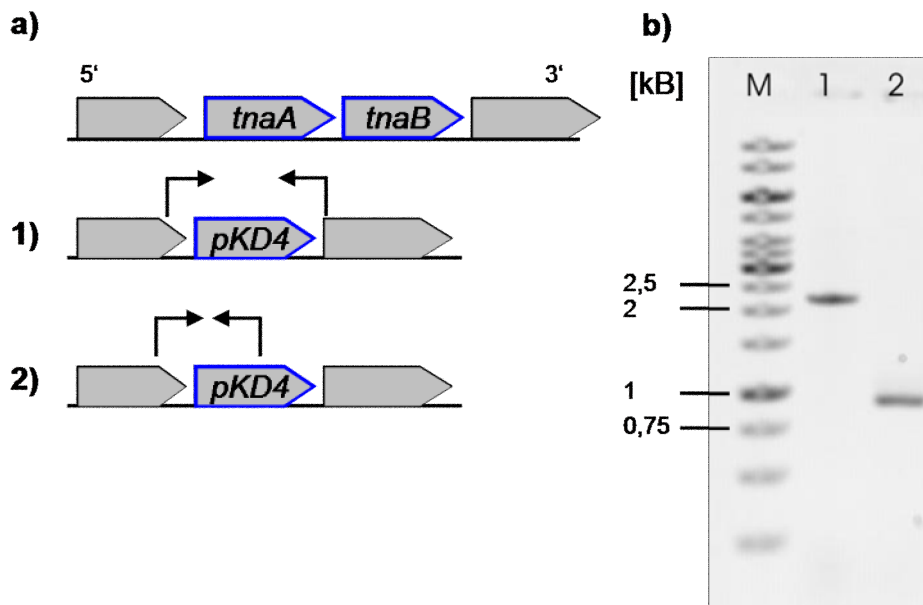 a)
5‘ 3‘
tnaA tnaB
1)
pKD4
2)
pKD4
b)
[kB] M 1 2
2,5
2
1
0,75